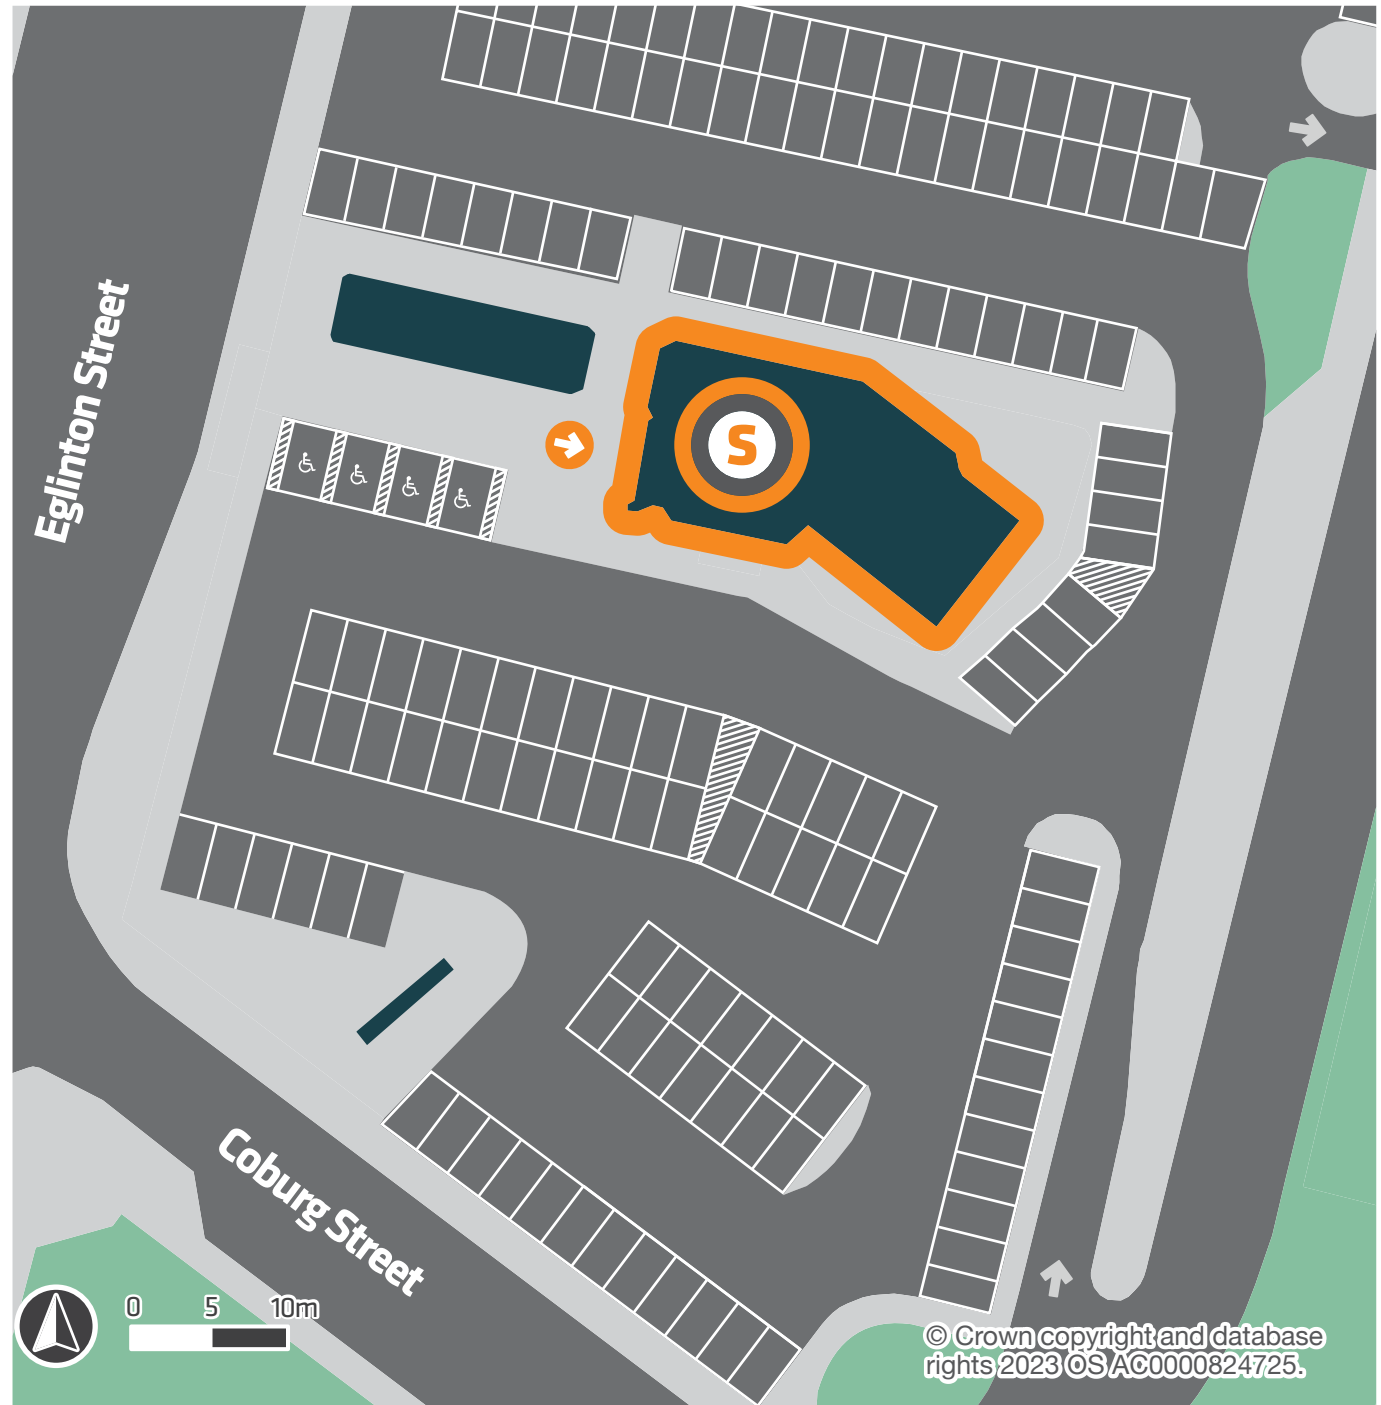 Eglinton Street
S
Coburg Street
0 5 10m
© Crown copyright and database
rights 2023 OS AC0000824725.